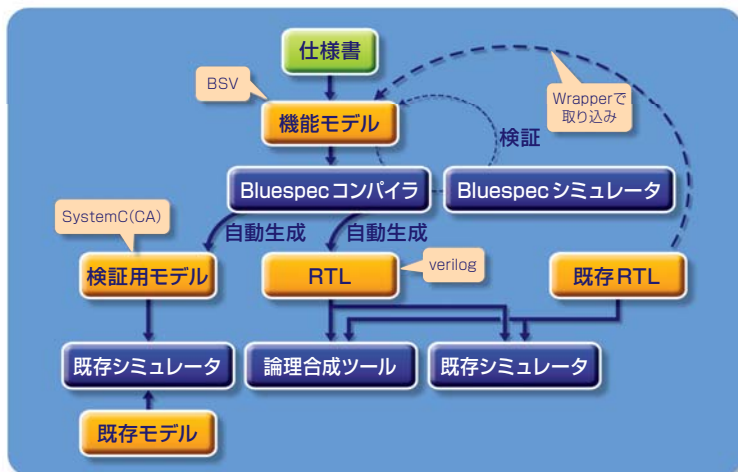 仕様書
BSV
機能モデル
Wrapperで
取り込み
検証
Bluespecコンパイラ
Bluespecシミュレータ
SystemC(CA)
自動生成
自動生成
検証用モデル
RTL
verilog
既存RTL
既存シミュレータ
論理合成ツール
既存シミュレータ
既存モデル